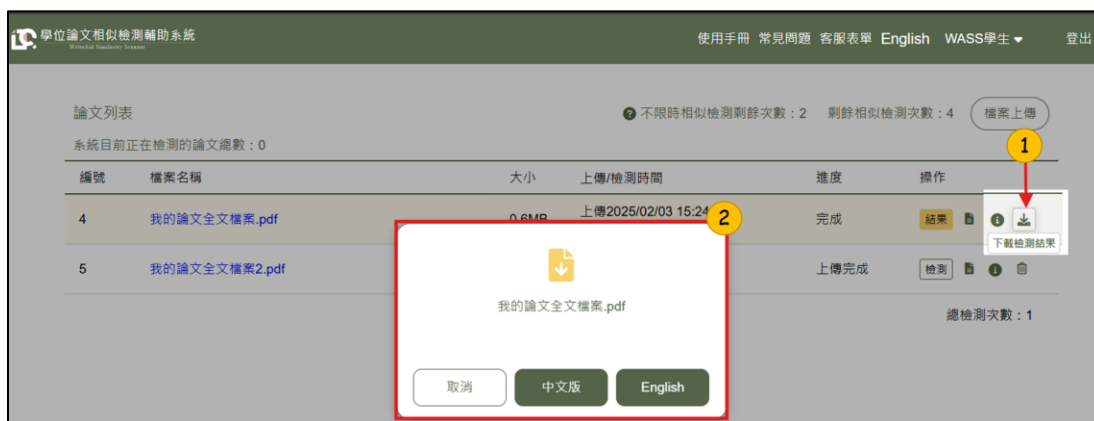 學位論文相似檢測輔助系統
WriteAid Similarity Scanner
使用手冊 常見問題 客服表單 English WASS學生 登出
論文列表 不限時相似檢測剩餘次數:2 剩餘相似檢測次數:4 檔案上傳
系統目前正在檢測的論文總數:0
1
編號 檔案名稱 大小 上傳/檢測時間 進度 操作
4 我的論文全文檔案.pdf 0.6MB 上傳2025/02/03 15:24 完成 結果
2
下載檢測結果
5 我的論文全文檔案2.pdf 上傳完成 檢測
我的論文全文檔案.pdf
總檢測次數:1
取消 中文版 English